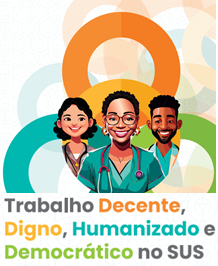 Trabalho Decente,
Digno, Humanizado e
Democrático no SUS